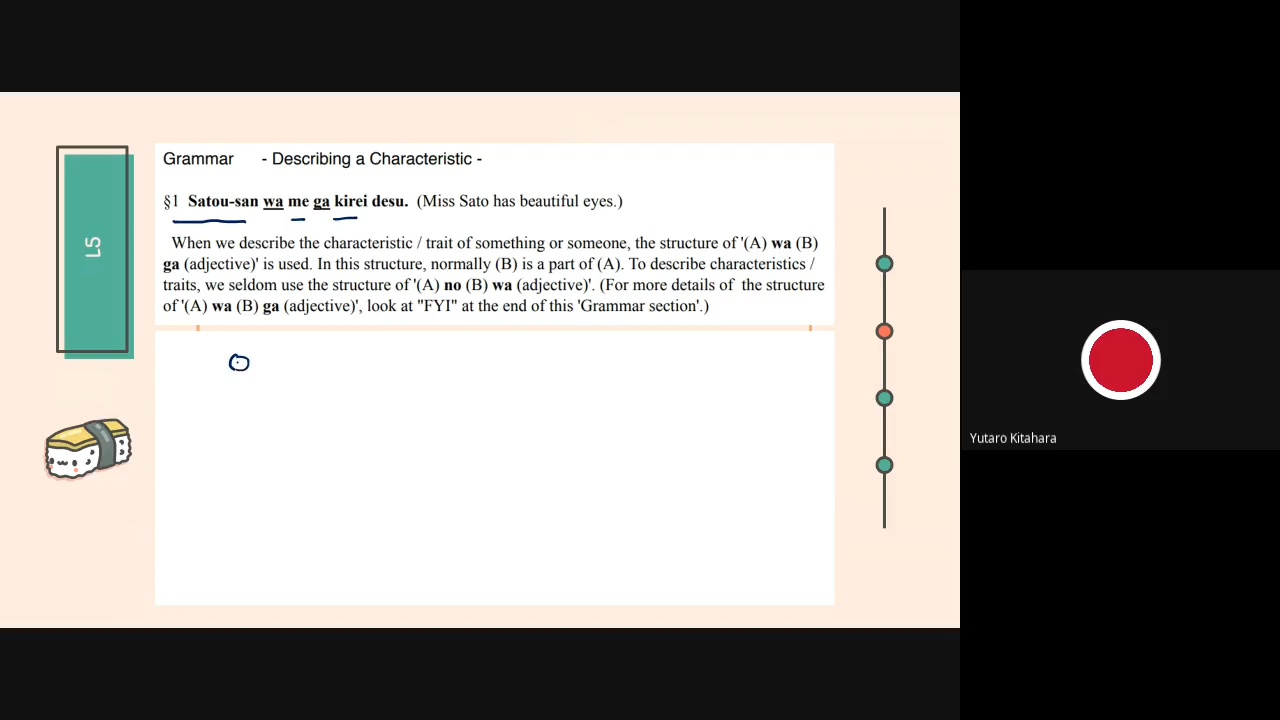 L5
Grammar - Describing a Characteristic -
§1 Satou-san wa me ga kirei desu. (Miss Sato has beautiful eyes.)
When we describe the characteristic / trait of something or someone, the structure of '(A) wa (B)
ga (adjective)' is used. In this structure, normally (B) is a part of (A). To describe characteristics /
traits, we seldom use the structure of '(A) no (B) wa (adjective)'. (For more details of the structure
of '(A) wa (B) ga (adjective)', look at "FYI" at the end of this 'Grammar section'.)
Yutaro Kitahara